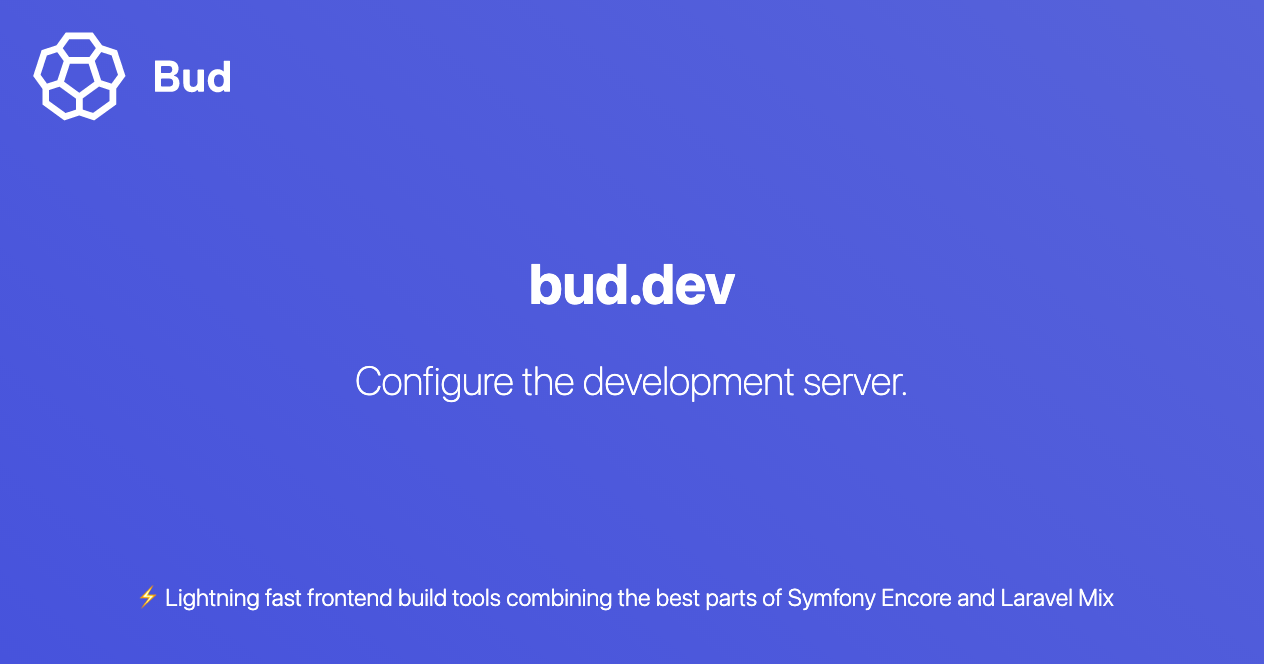 Bud
bud.dev
Configure the development server.
⚡ Lightning fast frontend build tools combining the best parts of Symfony Encore and Laravel Mix